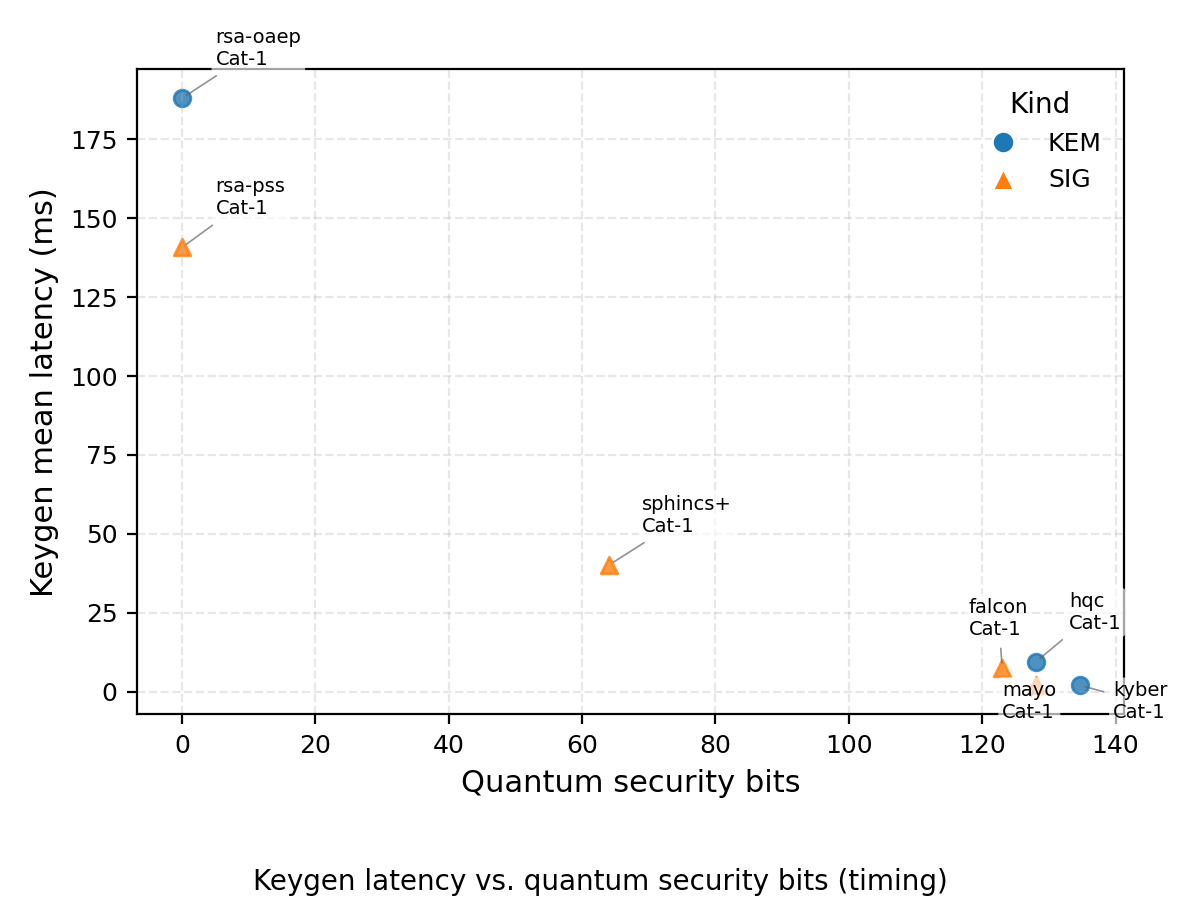 rsa-oaep
Cat-1
Kind
KEM
SIG
rsa-pss
Cat-1
sphincs+
Cat-1
falcon
Cat-1
hqc
Cat-1
mayo
Cat-1
kyber
Cat-1
175
150
125
100
75
50
25
0
Keygen mean latency (ms)
0 20 40 60 80 100 120 140
Quantum security bits
Keygen latency vs. quantum security bits (timing)